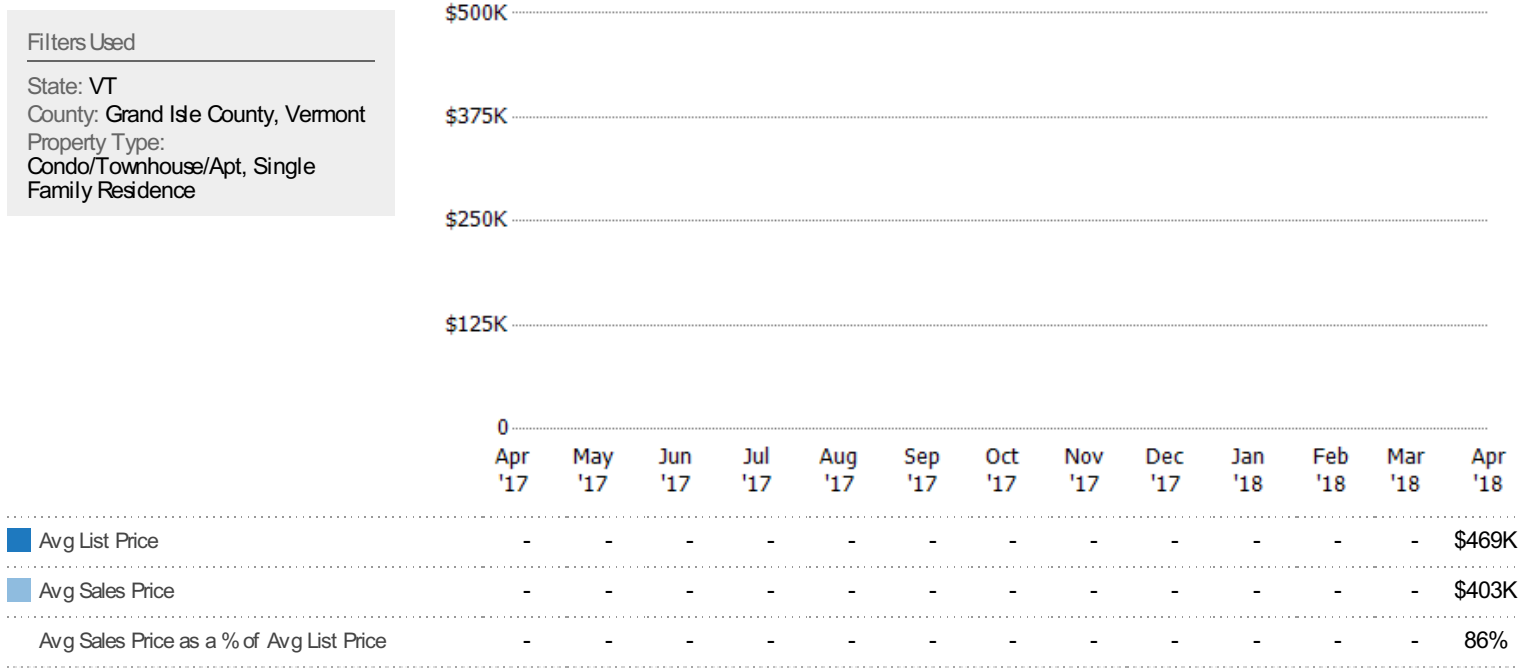 Filters Used
State: VT
County: Grand Isle County, Vermont
Property Type:
Condo/Townhouse/Apt, Single
Family Residence
$500K
$375K
$250K
$125K
0
Apr May Jun Jul Aug Sep Oct Nov Dec Jan Feb Mar Apr
'17 '17 '17 '17 '17 '17 '17 '17 '17 '18 '18 '18 '18
Avg List Price - - - - - - - - - - - - $469K
Avg Sales Price - - - - - - - - - - - - $403K
Avg Sales Price as a % of Avg List Price - - - - - - - - - - - - 86%